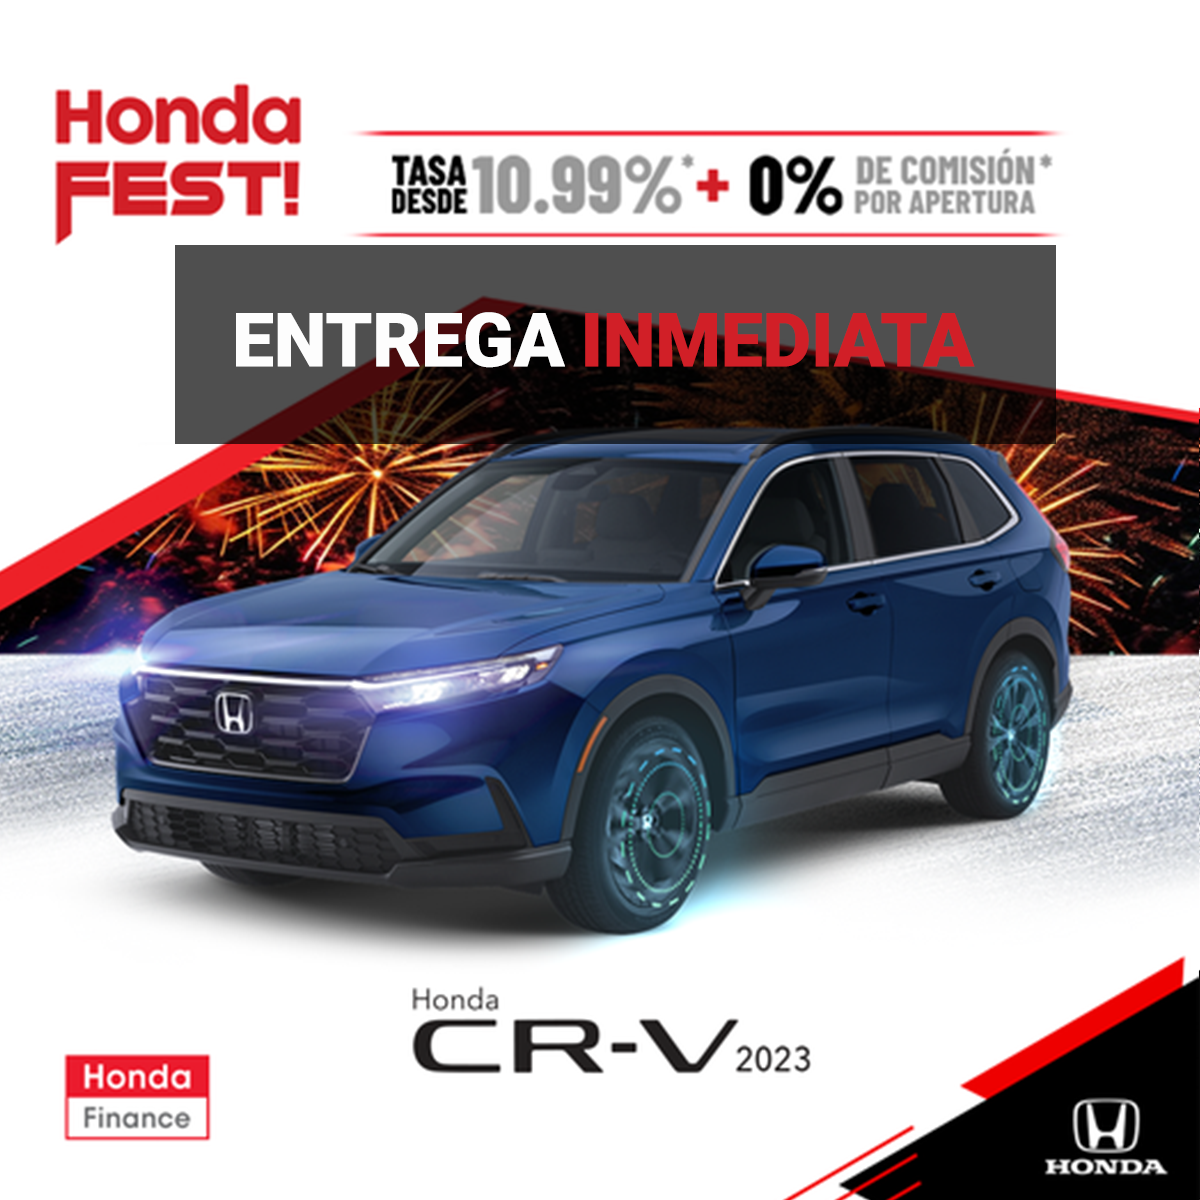 Honda
FEST!
TASA DESDE 10.99%* + 0% DE COMISIÓN* POR APERTURA
ENTREGA INMEDIATA
Honda
CR-V 2023
Honda
Finance
HONDA